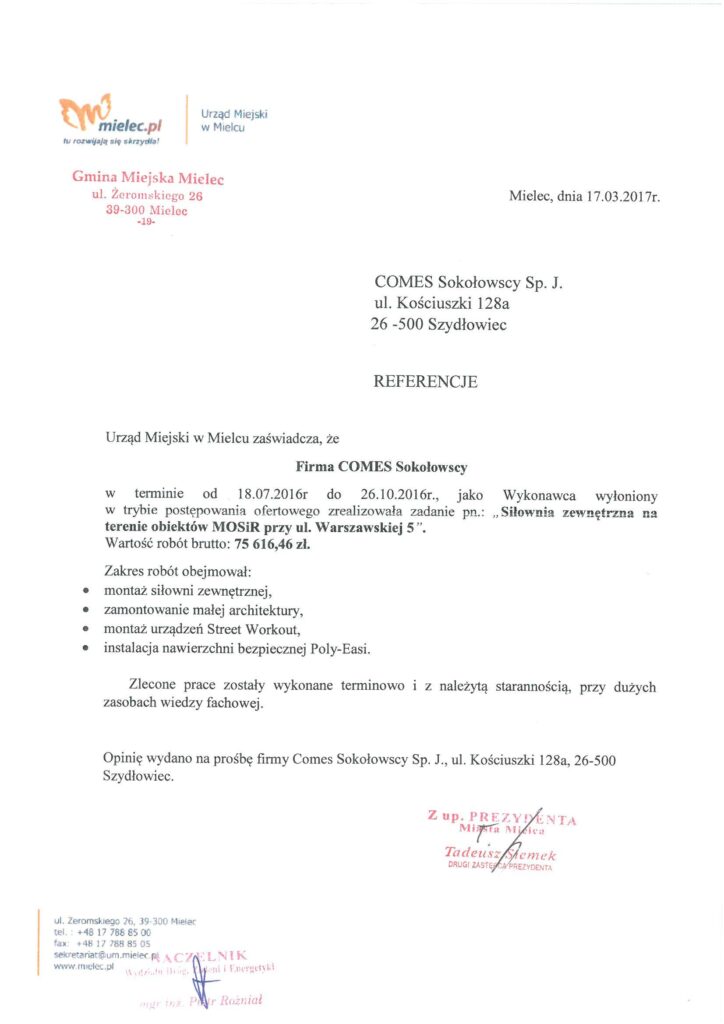 mielec.pl
tu rozwijają się skrzydła!
Urząd Miejski
w Mielcu
Gmina Miejska Mielec
ul. Żeromskiego 26
39-300 Mielec
-19-
Mielec, dnia 17.03.2017r.
COMES Sokołowscy Sp. J.
ul. Kościuszki 128a
26 -500 Szydłowiec
REFERENCJE
Urząd Miejski w Mielcu zaświadcza, że
Firma COMES Sokołowscy
w terminie od 18.07.2016r do 26.10.2016r., jako Wykonawca wyłoniony
w trybie postępowania ofertowego zrealizowała zadanie pn.: „Siłownia zewnętrzna na
terenie obiektów MOSiR przy ul. Warszawskiej 5”.
Wartość robót brutto: 75 616,46 zł.
Zakres robót obejmował:
• montaż siłowni zewnętrznej,
• zamontowanie małej architektury,
• montaż urządzeń Street Workout,
• instalacja nawierzchni bezpiecznej Poly-Easi.
Zlecone prace zostały wykonane terminowo i z należytą starannością, przy dużych
zasobach wiedzy fachowej.
Opinię wydano na prośbę firmy Comes Sokołowscy Sp. J., ul. Kościuszki 128a, 26-500
Szydłowiec.
Z up. PREZYDENTA
Miasta Mielca
Tadeusz Siemek
DRUGI ZASTĘPCA PREZYDENTA
ul. Żeromskiego 26, 39-300 Mielec
tel. : +48 17 788 85 00
fax: +48 17 788 85 05
sekretariat@um.mielec.pl
www.mielec.pl
NACZELNIK
Wydziału Dróg i Energetyki
mgr inż. Piotr Rożniał